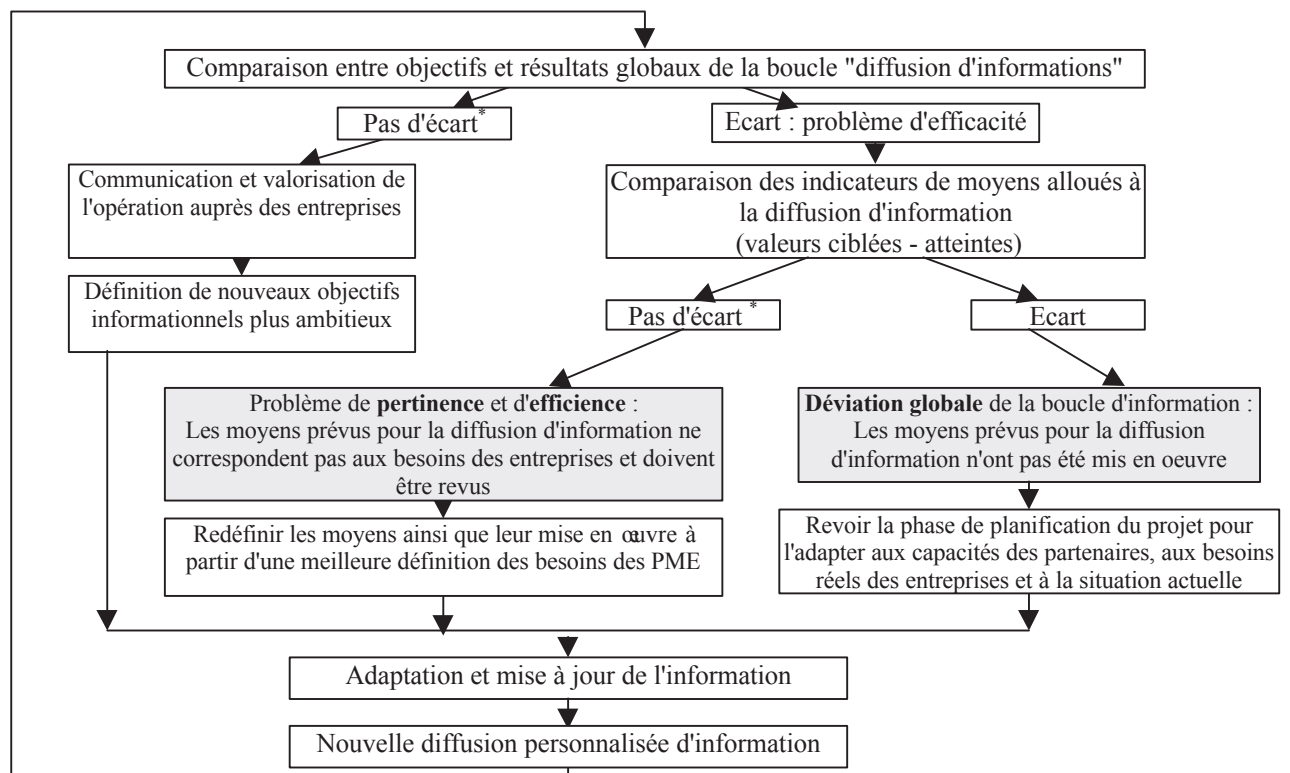 Comparaison entre objectifs et résultats globaux de la boucle "diffusion d'informations"
Pas d'écart*
Ecart : problème d'efficacité
Communication et valorisation de
l'opération auprès des entreprises
Comparaison des indicateurs de moyens alloués à
la diffusion d'information
(valeurs ciblées - atteintes)
Définition de nouveaux objectifs
informationnels plus ambitieux
Pas d'écart *
Ecart
Problème de pertinence et d'efficience :
Les moyens prévus pour la diffusion d'information ne
correspondent pas aux besoins des entreprises et doivent
être revus
Déviation globale de la boucle d'information :
Les moyens prévus pour la diffusion
d'information n'ont pas été mis en oeuvre
Redéfinir les moyens ainsi que leur mise en œuvre à
partir d'une meilleure définition des besoins des PME
Revoir la phase de planification du projet pour
l'adapter aux capacités des partenaires, aux besoins
réels des entreprises et à la situation actuelle
Adaptation et mise à jour de l'information
Nouvelle diffusion personnalisée d'information